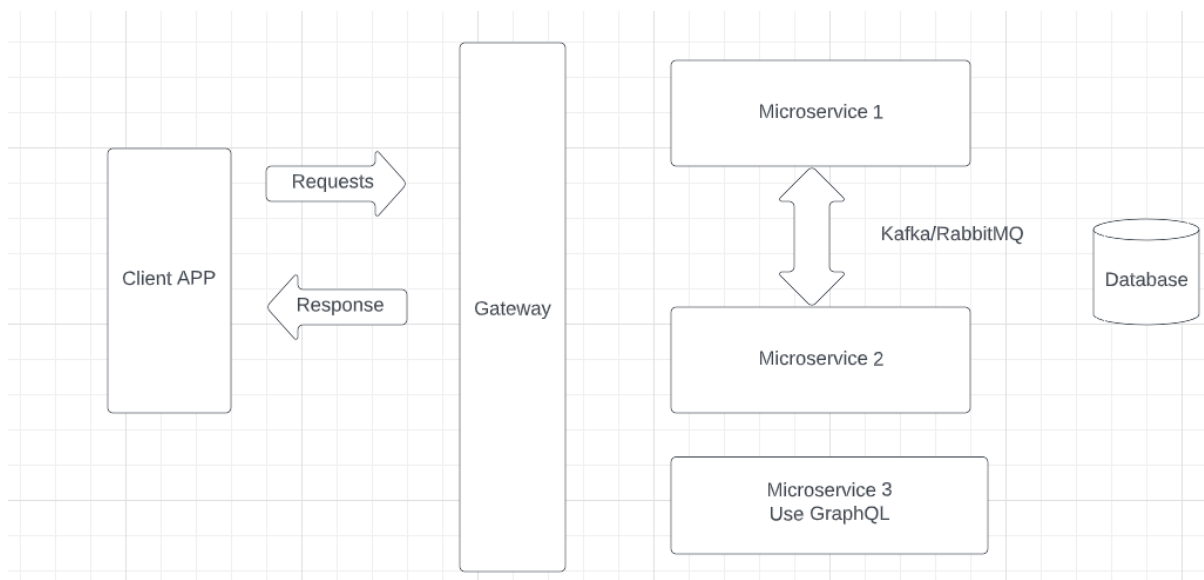 Client APP
Requests
Response
Gateway
Microservice 1
Kafka/RabbitMQ
Microservice 2
Microservice 3
Use GraphQL
Database